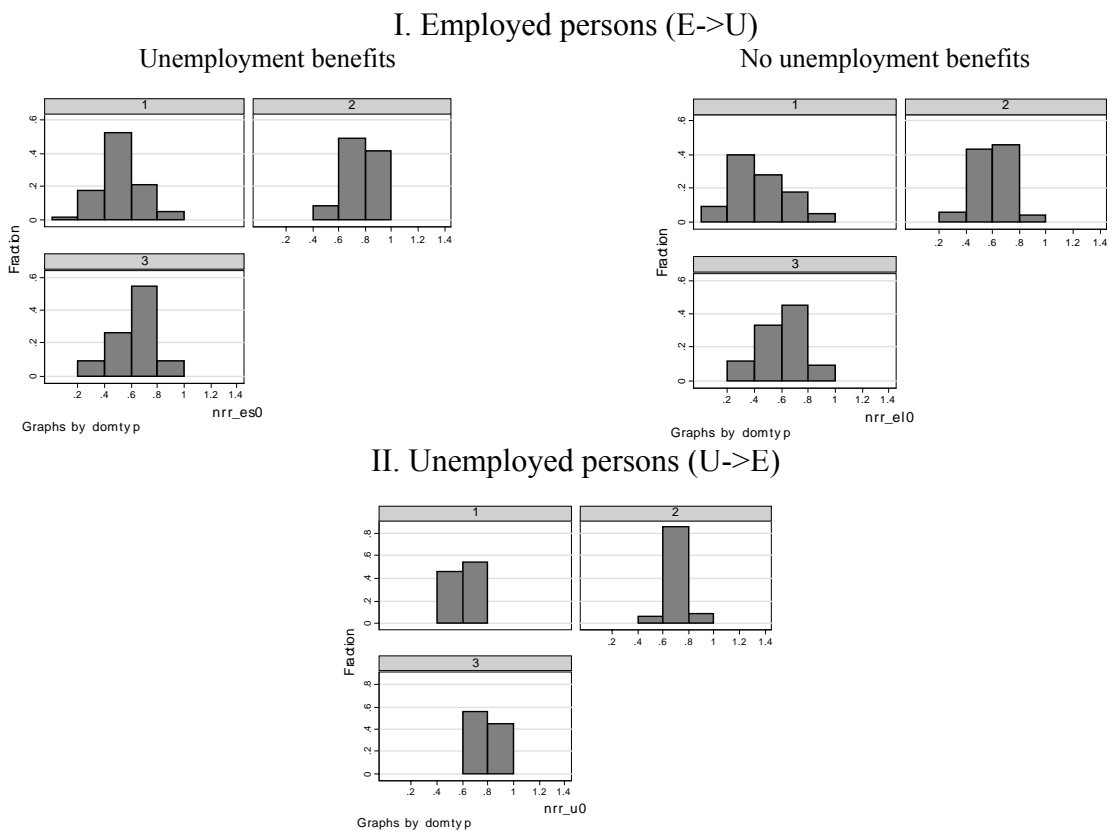 I. Employed persons (E->U)
Unemployment benefits
No unemployment benefits
1
2
0 .2 .4 .6
.2 .4 .6 .8 1 1.2 1.4
3
0 .2 .4 .6
Fraction
.2 .4 .6 .8 1 1.2 1.4
nrr_es0
Graphs by domtyp
1
2
0 .2 .4 .6
.2 .4 .6 .8 1 1.2 1.4
3
0 .2 .4 .6
Fraction
.2 .4 .6 .8 1 1.2 1.4
nrr_el0
Graphs by domtyp
II. Unemployed persons (U->E)
1
2
0 .2 .4 .6 .8
.2 .4 .6 .8 1 1.2 1.4
3
0 .2 .4 .6 .8
Fraction
.2 .4 .6 .8 1 1.2 1.4
nrr_u0
Graphs by domtyp